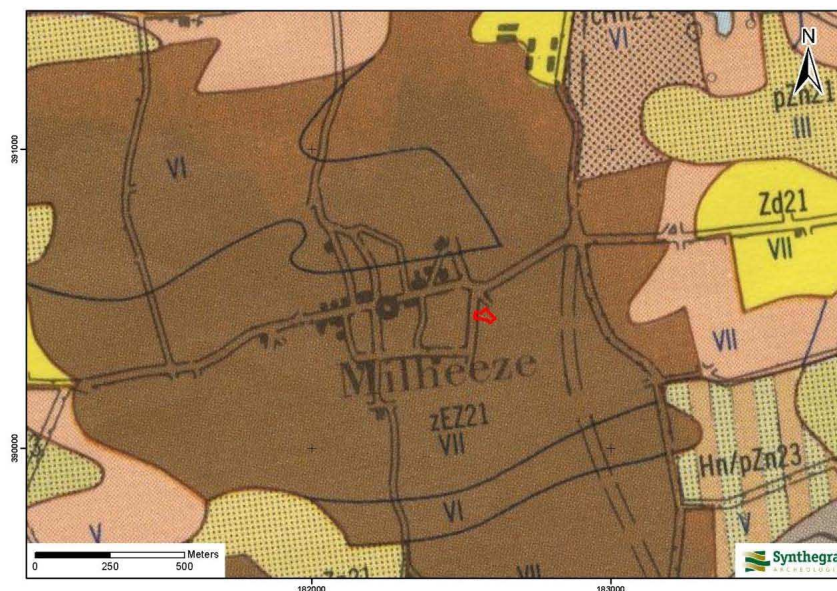 cHn21
VI
N
pZn21
III
391000
VI
Zd21
VII
VII
Milheeze
zEZ21
VII
390000
Hn/pZn23
V
V
VI
Meters
0 250 500
VII
182000
183000